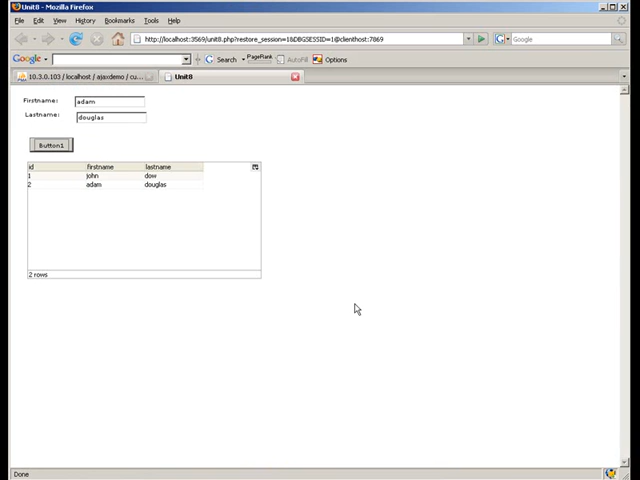 Unit8 - Mozilla Firefox
File Edit View History Bookmarks Tools Help
http://localhost:3569/unit8.php?restore_session=1&DBGSESSID=1@clienthost:7869
Google
Google Search PageRank AutoFill Options
10.3.0.103 / localhost / ajaxdemo / cu...
Unit8
Firstname: adam
Lastname: douglas
Button1
id firstname lastname
1 john dow
2 adam douglas
2 rows
Done